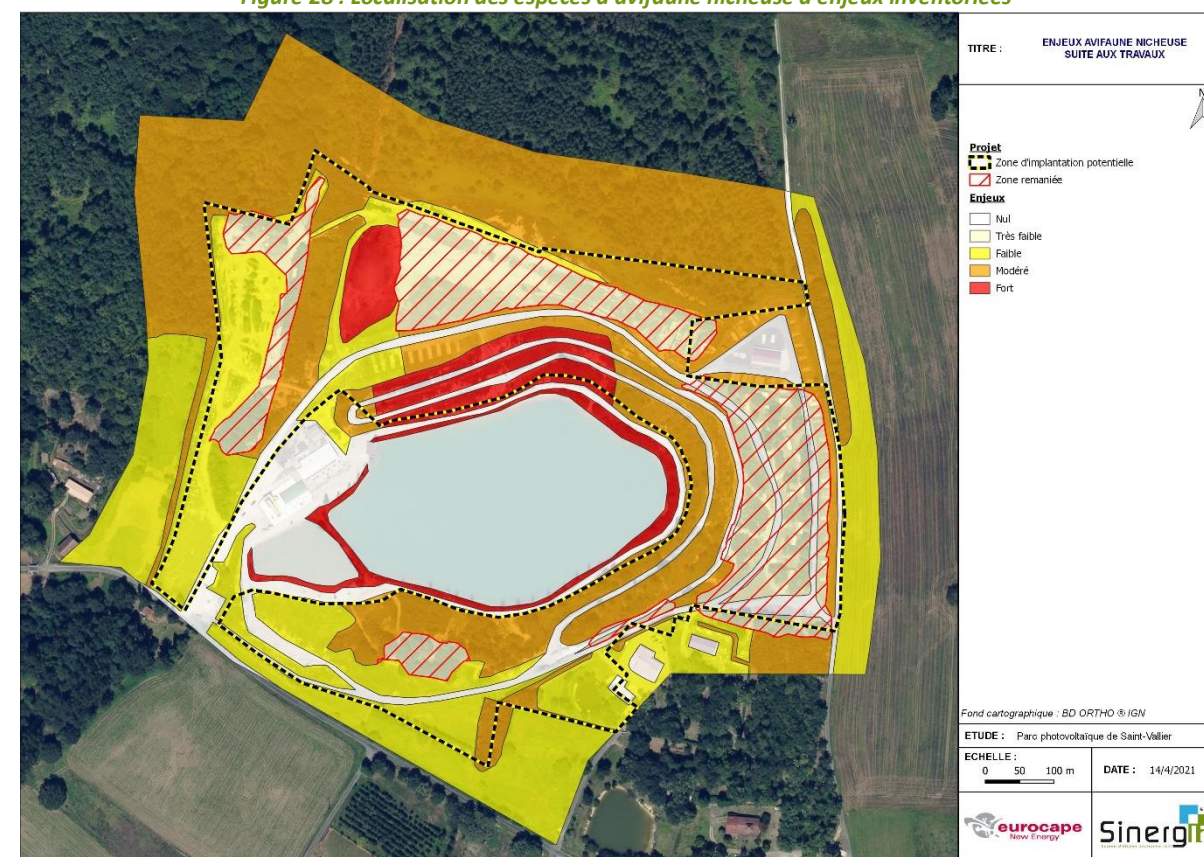 Figure 28 : Localisation des espèces d'avifaune nicheuse à enjeux inventoriées
TITRE :
ENJEUX AVIFAUNE NICHEUSE
SUITE AUX TRAVAUX
N
Projet
Zone d'implantation potentielle
Zone remaniée
Enjeux
Nul
Très faible
Faible
Modéré
Fort
Fond cartographique : BD ORTHO ® IGN
ETUDE : Parc photovoltaïque de Saint-Vallier
ECHELLE :
0 50 100 m
DATE : 14/4/2021
eurocape
New Energy